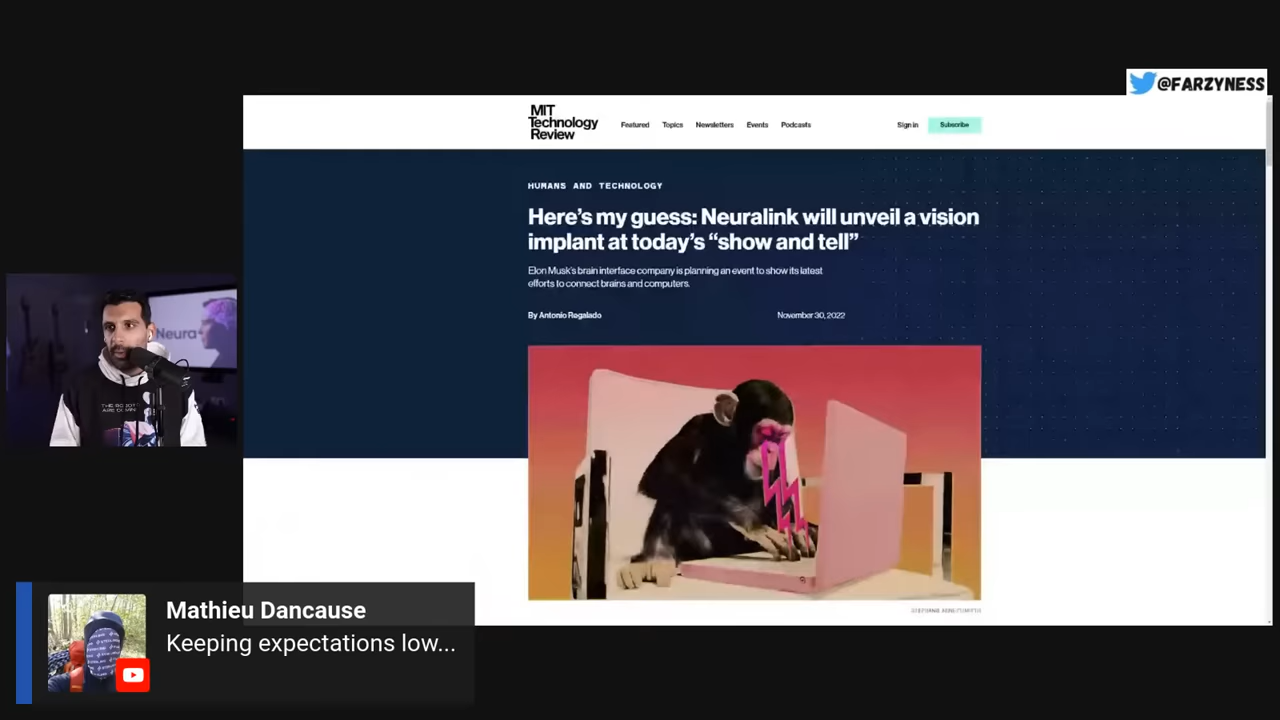 @FARZYNESS
MIT
Technology
Review
Featured Topics Newsletters Events Podcasts
Sign in Subscribe
HUMANS AND TECHNOLOGY
Here’s my guess: Neuralink will unveil a vision
implant at today’s “show and tell”
Elon Musk’s brain interface company is planning an event to show its latest
efforts to connect brains and computers.
By Antonio Regalado November 30, 2022
Neura
Mathieu Dancause
Keeping expectations low...